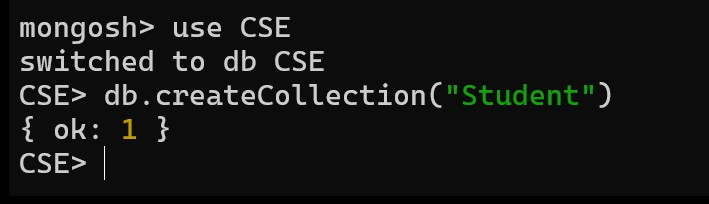 mongosh> use CSE
switched to db CSE
CSE> db.createCollection("Student")
{ ok: 1 }
CSE>